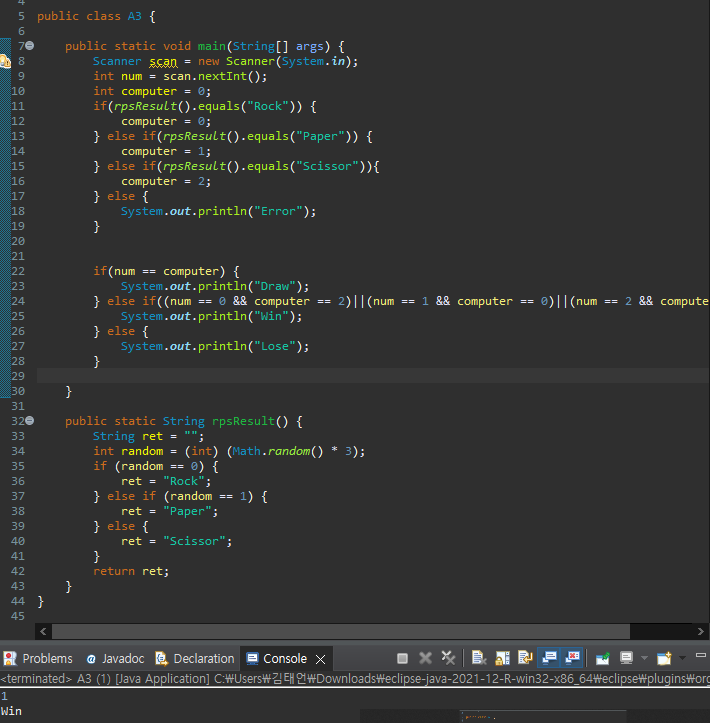 4
5 public class A3 {
6
7 public static void main(String[] args) {
8 Scanner scan = new Scanner(System.in);
9 int num = scan.nextInt();
10 int computer = 0;
11 if(rpsResult().equals("Rock")) {
12 computer = 0;
13 } else if(rpsResult().equals("Paper")) {
14 computer = 1;
15 } else if(rpsResult().equals("Scissor")){
16 computer = 2;
17 } else {
18 System.out.println("Error");
19 }
20
21
22 if(num == computer) {
23 System.out.println("Draw");
24 } else if((num == 0 && computer == 2)||(num == 1 && computer == 0)||(num == 2 && compute
25 System.out.println("Win");
26 } else {
27 System.out.println("Lose");
28 }
29
30 }
31
32 public static String rpsResult() {
33 String ret = "";
34 int random = (int) (Math.random() * 3);
35 if (random == 0) {
36 ret = "Rock";
37 } else if (random == 1) {
38 ret = "Paper";
39 } else {
40 ret = "Scissor";
41 }
42 return ret;
43 }
44 }
45
Problems @ Javadoc Declaration Console
<terminated> A3 (1) [Java Application] C:₩Users₩김태언₩Downloads₩eclipse-java-2021-12-R-win32-x86_64₩eclipse₩plugins₩org
1
Win